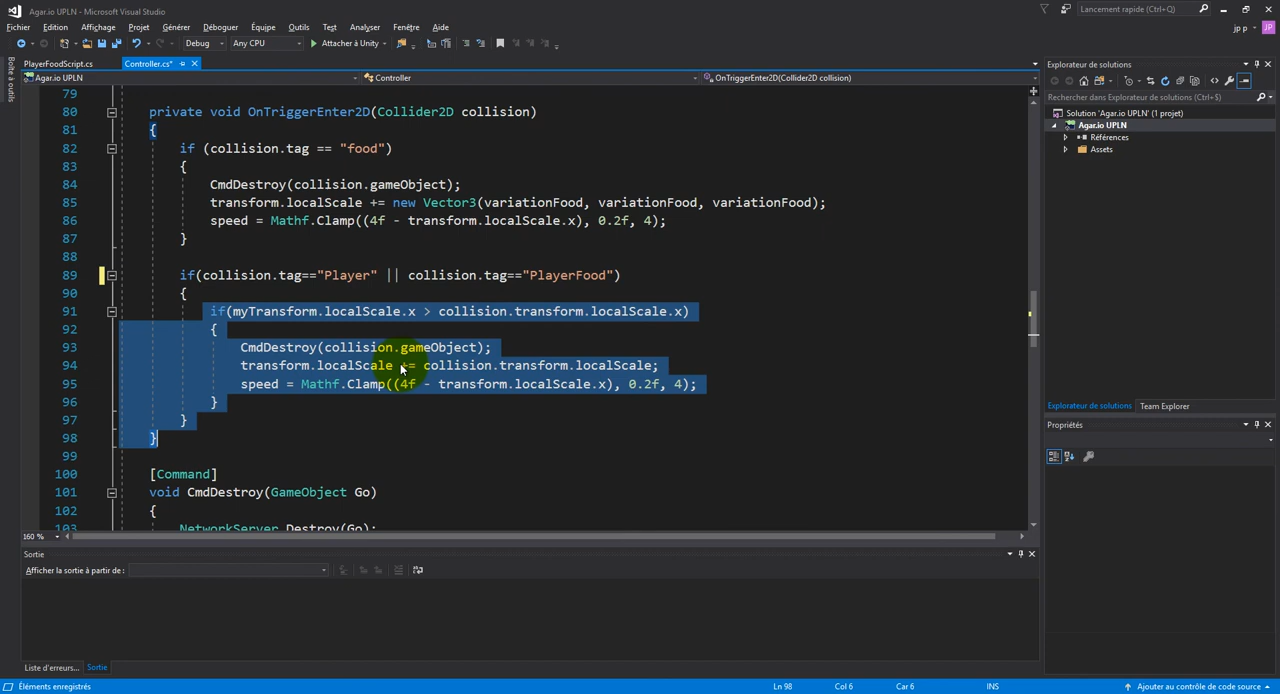 Agar.io UPLN - Microsoft Visual Studio
Lancement rapide (Ctrl+Q)
Fichier Edition Affichage Projet Générer Déboguer Équipe Outils Test Analyser Fenêtre Aide
jp p JP
Debug Any CPU Attacher à Unity
Boîte à outils
PlayerFoodScript.cs Controller.cs*
Agar.io UPLN Controller OnTriggerEnter2D(Collider2D collision)
79
80 private void OnTriggerEnter2D(Collider2D collision)
81 {
82 if (collision.tag == "food")
83 {
84 CmdDestroy(collision.gameObject);
85 transform.localScale += new Vector3(variationFood, variationFood, variationFood);
86 speed = Mathf.Clamp((4f - transform.localScale.x), 0.2f, 4);
87 }
88
89 if(collision.tag=="Player" || collision.tag=="PlayerFood")
90 {
91 if(myTransform.localScale.x > collision.transform.localScale.x)
92 {
93 CmdDestroy(collision.gameObject);
94 transform.localScale += collision.transform.localScale;
95 speed = Mathf.Clamp((4f - transform.localScale.x), 0.2f, 4);
96 }
97 }
98 }
99
100 [Command]
101 void CmdDestroy(GameObject Go)
102 {
103 NetworkServer.Destroy(Go);
160 %
Sortie
Afficher la sortie à partir de :
Liste d'erreurs... Sortie
Explorateur de solutions
Rechercher dans Explorateur de solutions (Ctrl+$)
Solution 'Agar.io UPLN' (1 projet)
Agar.io UPLN
Références
Assets
Explorateur de solutions Team Explorer
Propriétés
Éléments enregistrés Ln 98 Col 6 Car 6 INS Ajouter au contrôle de code source